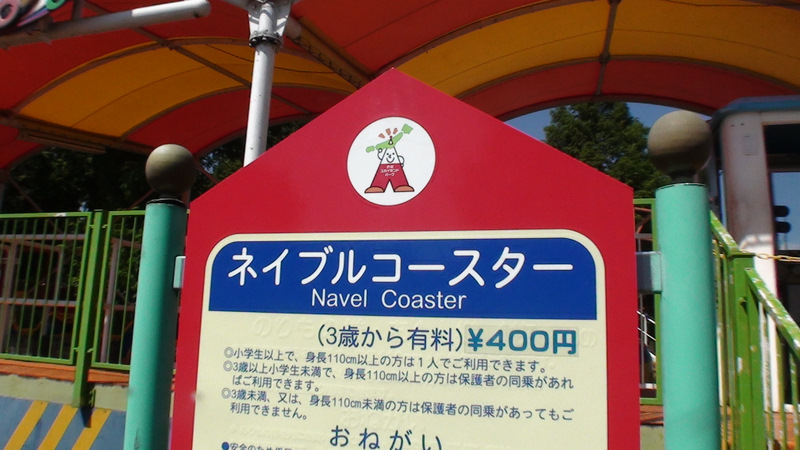 ネイブルコースター
Navel Coaster
(3歳から有料)¥400円
◎小学生以上で、身長110cm以上の方は1人でご利用できます。
◎3歳以上小学生未満で、身長110cm以上の方は保護者の同乗があれ
ばご利用できます。
◎3歳未満、又は、身長110cm未満の方は保護者の同乗があってもご
利用できません。
おねがい